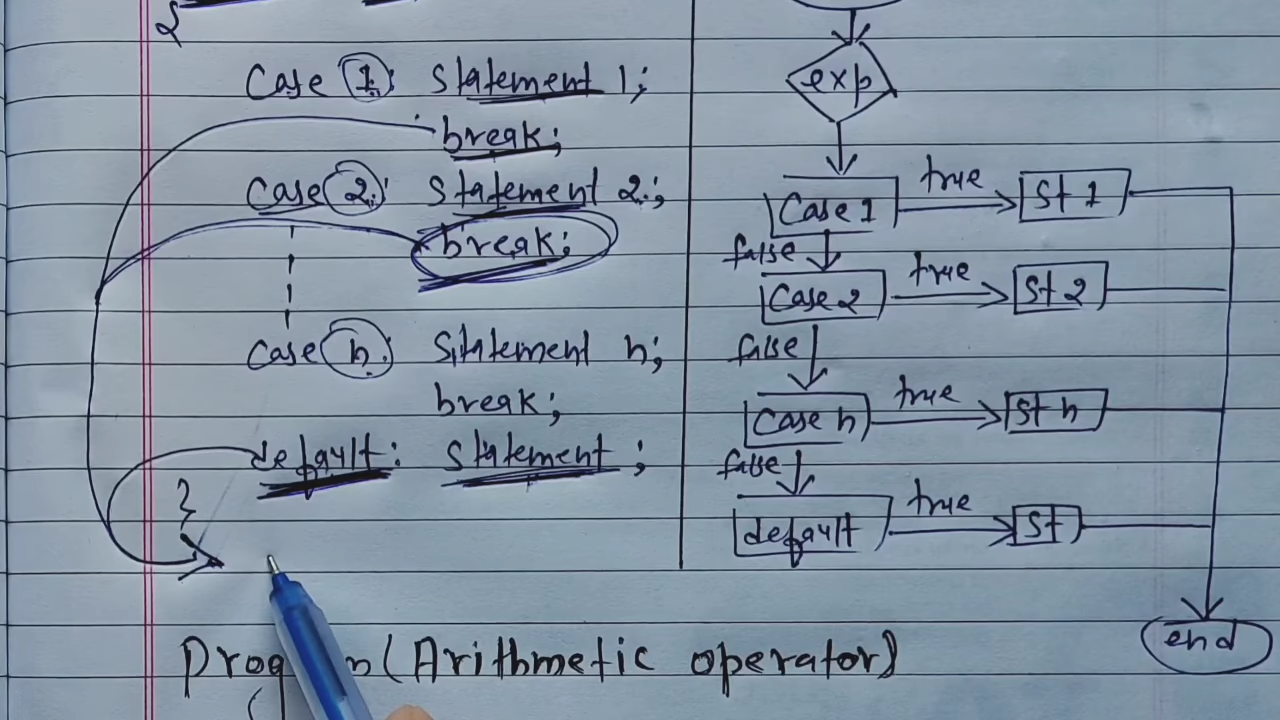 {
Case 1: Statement 1;
break;
Case 2: Statement 2;
break;
Case n: Statement n;
break;
default: Statement;
}
exp
Case 1 true St 1
false
Case 2 true St 2
false
Case n true St n
false
default true St
end
(Arithmetic operator)